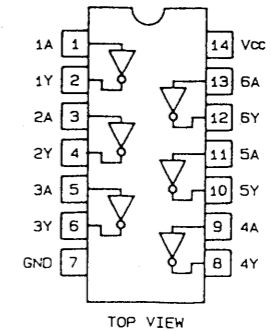 1A 1 14 Vcc
1Y 2 13 6A
2A 3 12 6Y
2Y 4 11 5A
3A 5 10 5Y
3Y 6 9 4A
GND 7 8 4Y
TOP VIEW